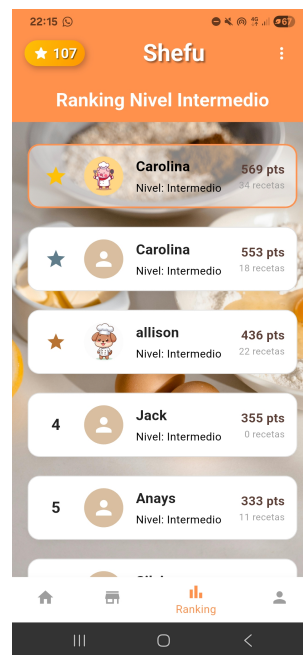 22:15
67
107
Shefu
Ranking Nivel Intermedio
Carolina
569 pts
Nivel: Intermedio
34 recetas
Carolina
553 pts
Nivel: Intermedio
18 recetas
allison
436 pts
Nivel: Intermedio
22 recetas
4
Jack
355 pts
Nivel: Intermedio
0 recetas
5
Anays
333 pts
Nivel: Intermedio
11 recetas
Ranking